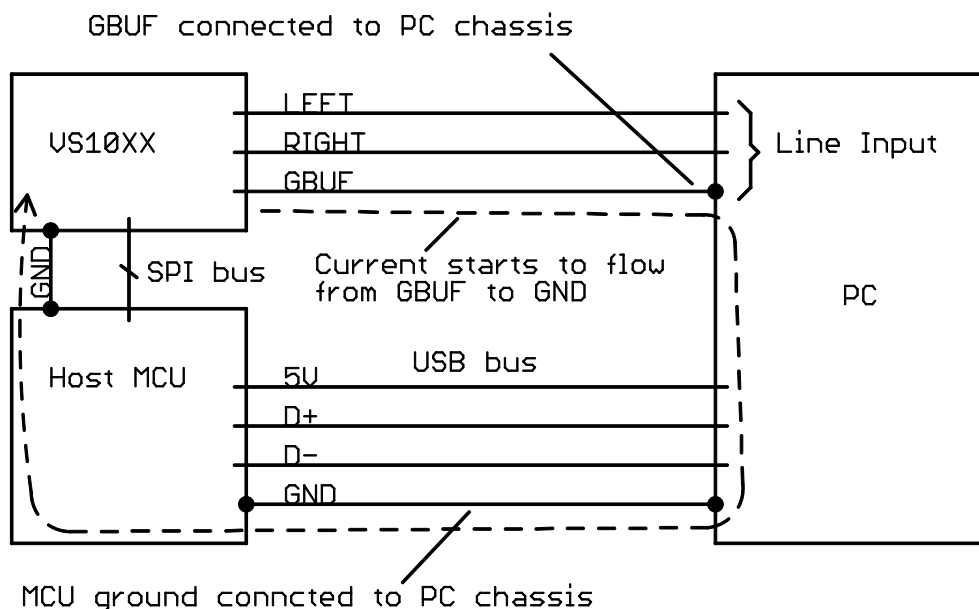 GBUF connected to PC chassis
LEFT
VS10XX
RIGHT
Line Input
GBUF
GND
SPI bus
Current starts to flow
from GBUF to GND
PC
USB bus
Host MCU
5V
D+
D-
GND
MCU ground conncted to PC chassis